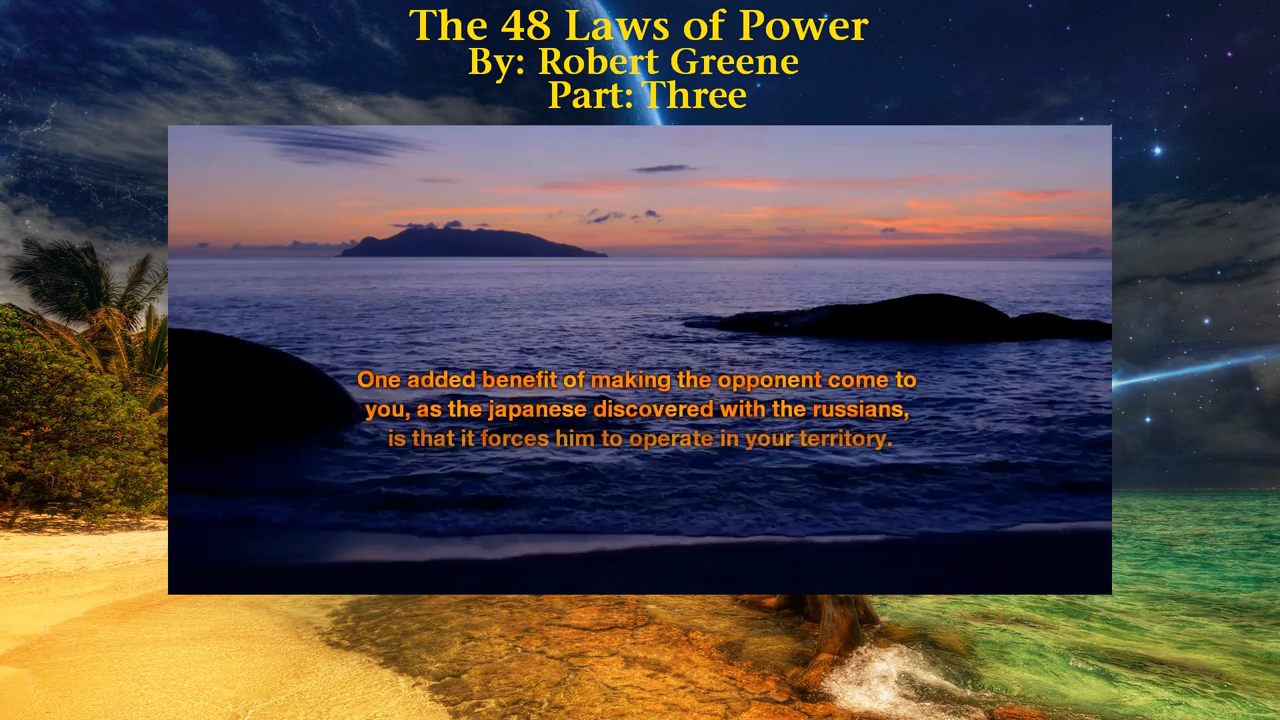 The 48 Laws of Power
By: Robert Greene
Part: Three
One added benefit of making the opponent come to
you, as the japanese discovered with the russians,
is that it forces him to operate in your territory.